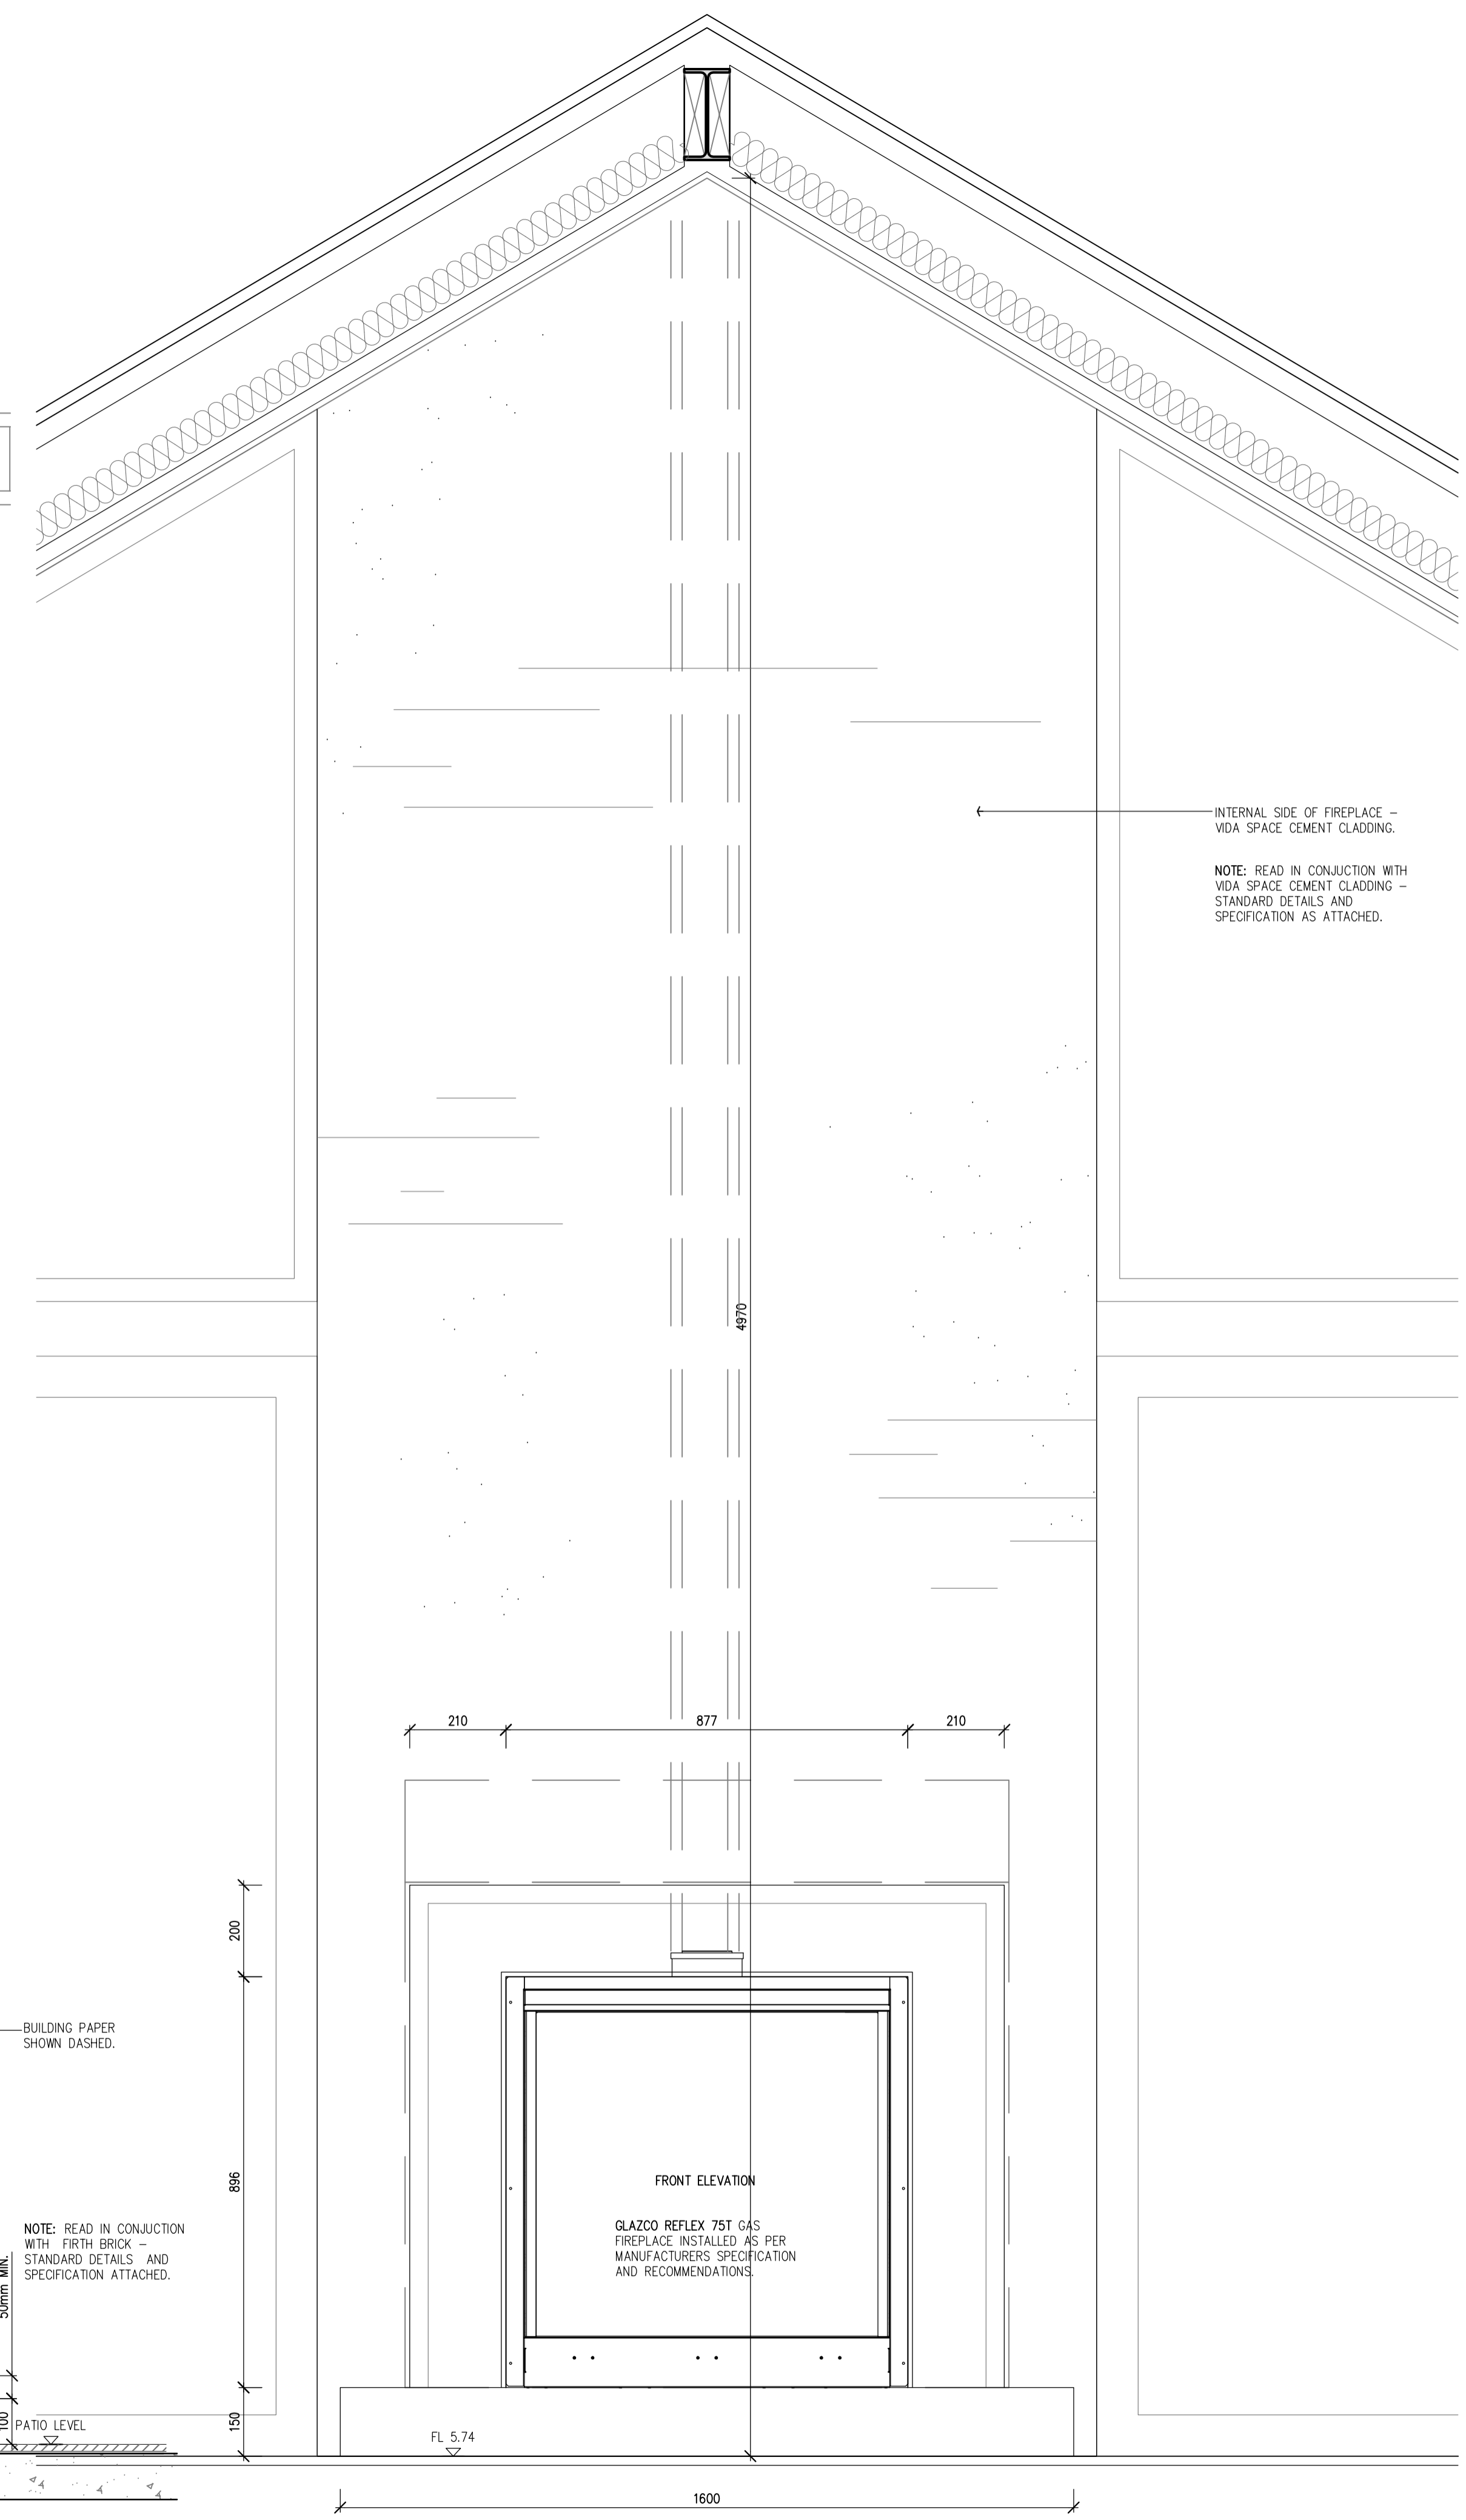 INTERNAL SIDE OF FIREPLACE –
VIDA SPACE CEMENT CLADDING.
NOTE: READ IN CONJUCTION WITH
VIDA SPACE CEMENT CLADDING –
STANDARD DETAILS AND
SPECIFICATION AS ATTACHED.
4970
210
877
210
200
BUILDING PAPER
SHOWN DASHED.
896
FRONT ELEVATION
GLAZCO REFLEX 75T GAS
FIREPLACE INSTALLED AS PER
MANUFACTURERS SPECIFICATION
AND RECOMMENDATIONS.
NOTE: READ IN CONJUCTION
WITH FIRTH BRICK –
STANDARD DETAILS AND
SPECIFICATION ATTACHED.
50mm MIN.
100
PATIO LEVEL
150
FL 5.74
1600